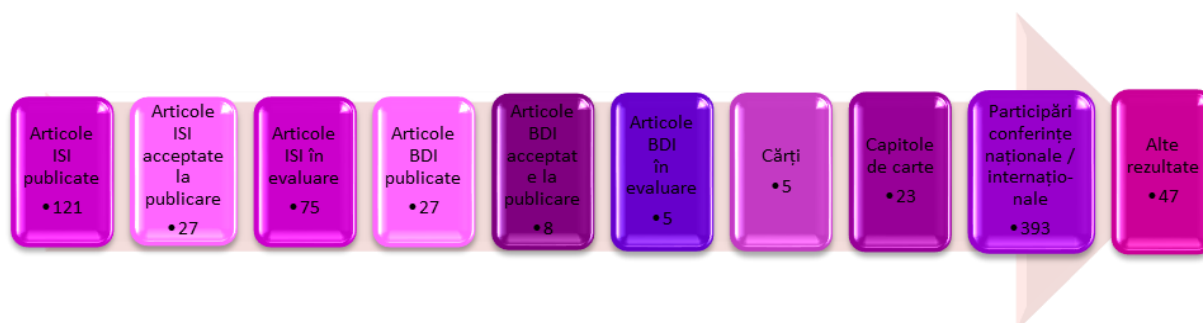 Articole
ISI
publicate
•121
Articole
ISI
acceptate
la
publicare
•27
Articole
ISI în
evaluare
•75
Articole
BDI
publicate
•27
Articole
BDI
acceptat
e la
publicare
•8
Articole
BDI
în
evaluare
•5
Cărți
•5
Capitole
de carte
•23
Participări
conferințe
naționale /
internațio-
nale
•393
Alte
rezultate
•47